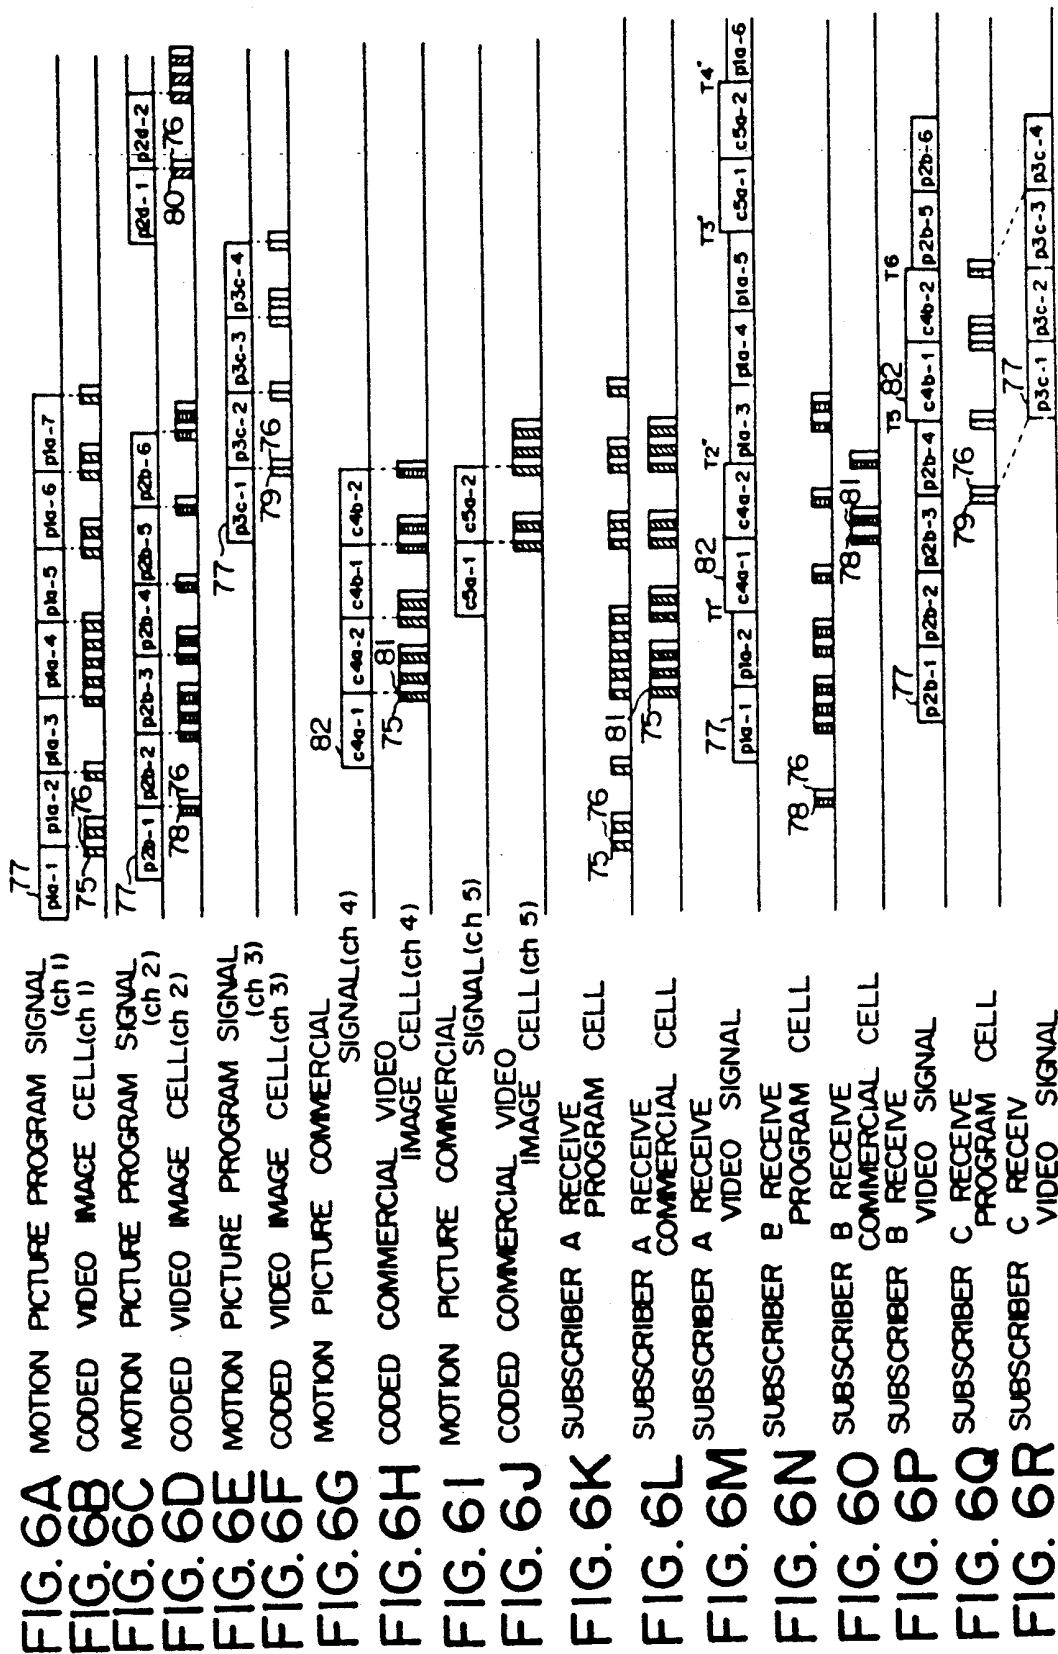 FIG. 6A MOTION PICTURE PROGRAM SIGNAL (ch 1)
77 p1a-1 p1a-2 p1a-3 p1a-4 p1a-5 p1a-6 p1a-7
FIG. 6B CODED VIDEO IMAGE CELL(ch 1)
75 76
FIG. 6C MOTION PICTURE PROGRAM SIGNAL (ch 2)
77 p2b-1 p2b-2 p2b-3 p2b-4 p2b-5 p2b-6 p2d-1 p2d-2
FIG. 6D CODED VIDEO IMAGE CELL(ch 2)
78 76 80 76
FIG. 6E MOTION PICTURE PROGRAM SIGNAL (ch 3)
77 p3c-1 p3c-2 p3c-3 p3c-4
FIG. 6F CODED VIDEO IMAGE CELL(ch 3)
79 76
FIG. 6G MOTION PICTURE COMMERCIAL SIGNAL(ch 4)
82 c4a-1 c4a-2 c4b-1 c4b-2
FIG. 6H CODED COMMERCIAL VIDEO IMAGE CELL(ch 4)
75 81
FIG. 6I MOTION PICTURE COMMERCIAL SIGNAL(ch 5)
c5a-1 c5a-2
FIG. 6J CODED COMMERCIAL VIDEO IMAGE CELL(ch 5)
FIG. 6K SUBSCRIBER A RECEIVE PROGRAM CELL
75 76
FIG. 6L SUBSCRIBER A RECEIVE COMMERCIAL CELL
75 81
FIG. 6M SUBSCRIBER A RECEIVE VIDEO SIGNAL
77 T1" 82 T2" T3" T4"
p1a-1 p1a-2 c4a-1 c4a-2 p1a-3 p1a-4 p1a-5 c5a-1 c5a-2 p1a-6
FIG. 6N SUBSCRIBER B RECEIVE PROGRAM CELL
78 76
FIG. 6O SUBSCRIBER B RECEIVE COMMERCIAL CELL
78 81
FIG. 6P SUBSCRIBER B RECEIVE VIDEO SIGNAL
77 T5 82 T6
p2b-1 p2b-2 p2b-3 p2b-4 c4b-1 c4b-2 p2b-5 p2b-6
FIG. 6Q SUBSCRIBER C RECEIVE PROGRAM CELL
79 76
FIG. 6R SUBSCRIBER C RECEIV VIDEO SIGNAL
77 p3c-1 p3c-2 p3c-3 p3c-4